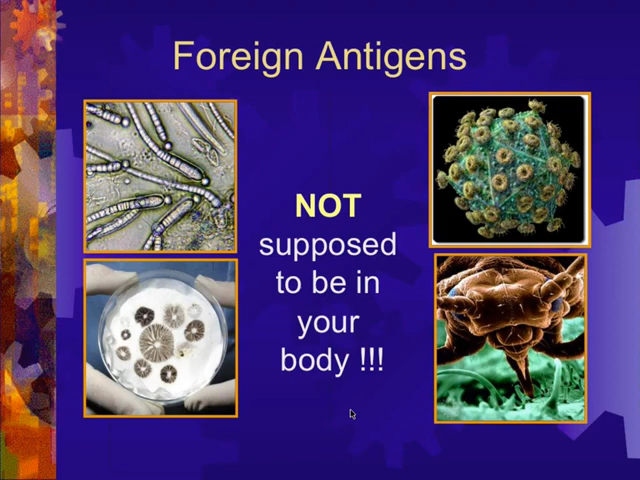 Foreign Antigens
NOT
supposed
to be in
your
body !!!